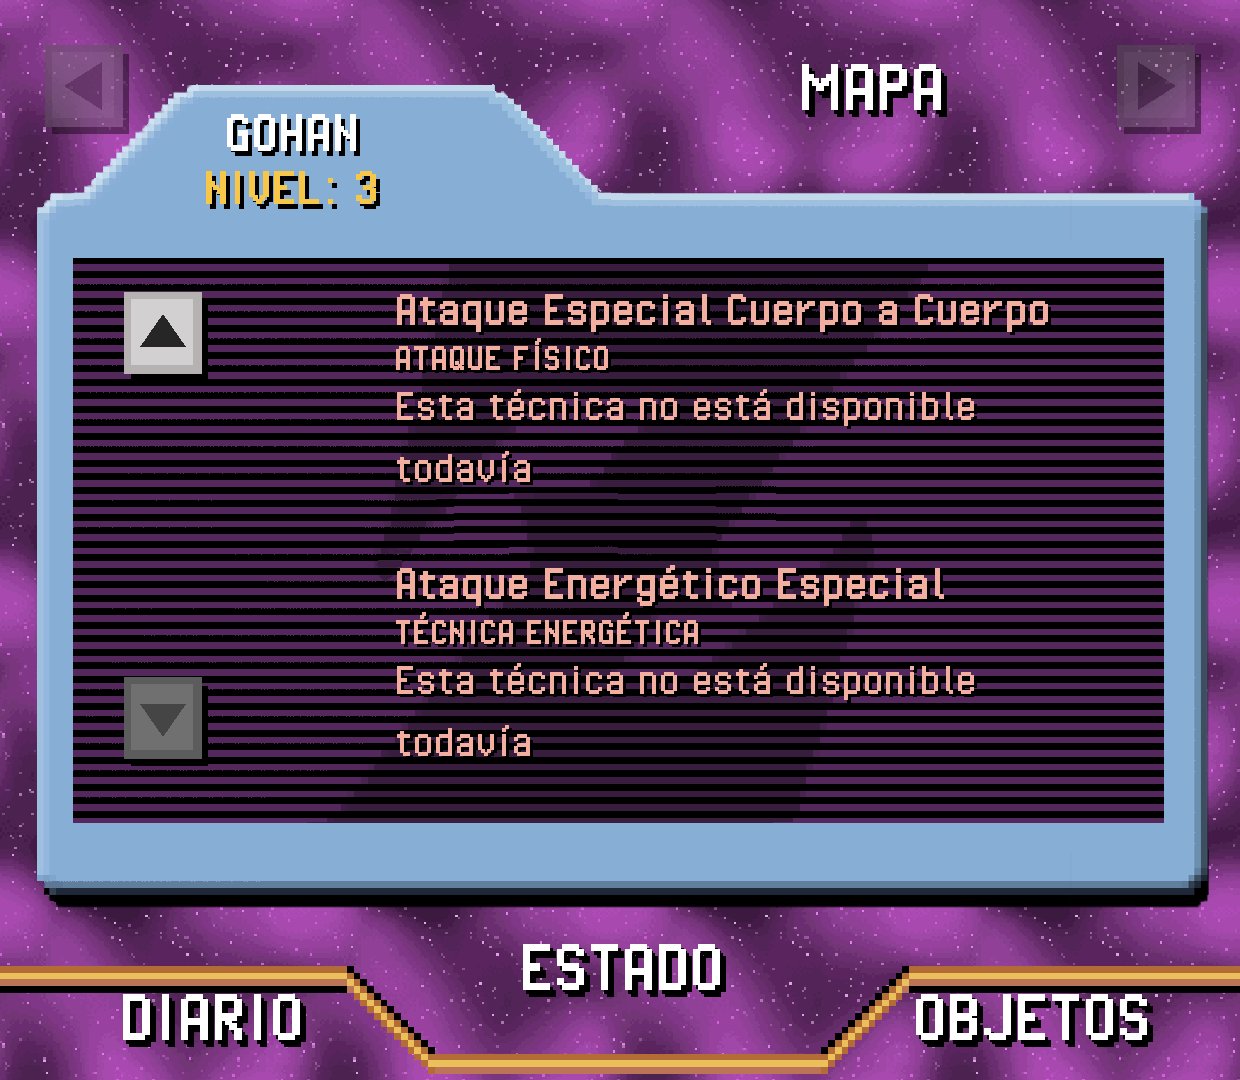 MAPA
GOHAN
NIVEL: 3
Ataque Especial Cuerpo a Cuerpo
ATAQUE FÍSICO
Esta técnica no está disponible
todavía
Ataque Energético Especial
TÉCNICA ENERGÉTICA
Esta técnica no está disponible
todavía
ESTADO
DIARIO
OBJETOS